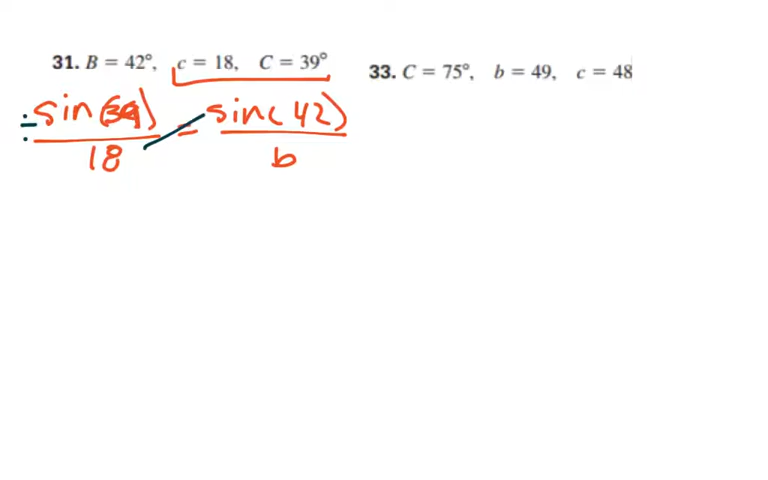 31. B = 42°, c = 18, C = 39°
33. C = 75°, b = 49, c = 48
÷ sin(39) = sin(42)
18 b